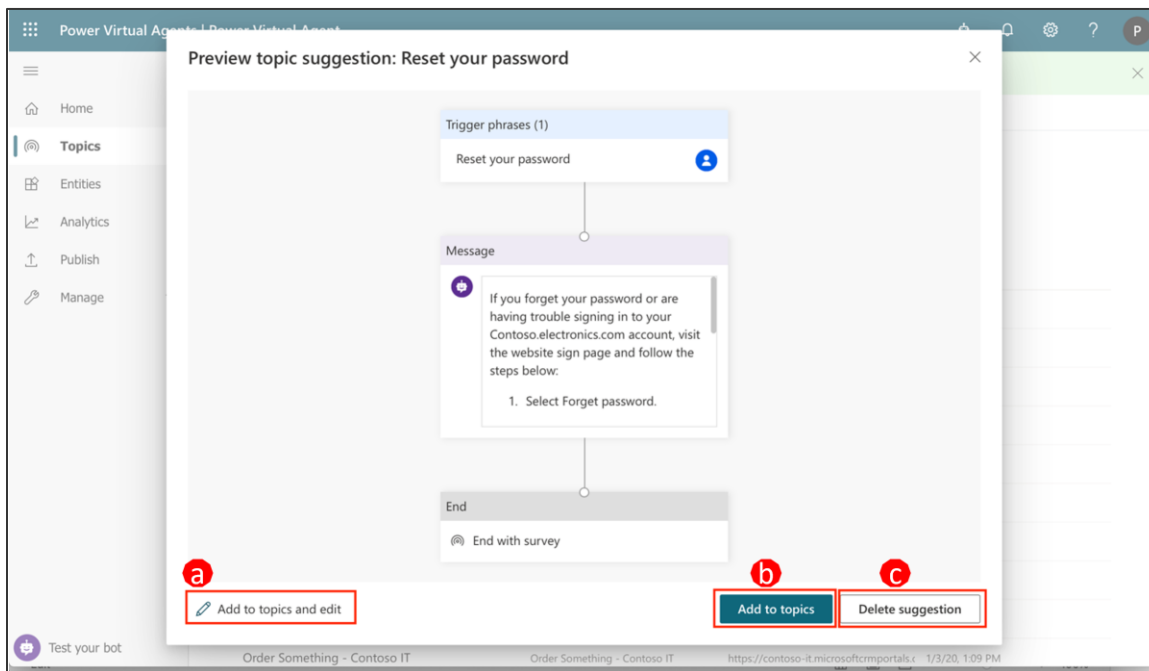 Power Virtual Agents | Power Virtual Agent
P
Preview topic suggestion: Reset your password
Home
Topics
Entities
Analytics
Publish
Manage
Trigger phrases (1)
Reset your password
Message
If you forget your password or are
having trouble signing in to your
Contoso.electronics.com account, visit
the website sign page and follow the
steps below:
1. Select Forget password.
End
End with survey
a
b
c
Add to topics and edit
Add to topics
Delete suggestion
Test your bot
Order Something - Contoso IT
Order Something - Contoso IT
https://contoso-it.microsoftcrmportals.c
1/3/20, 1:09 PM